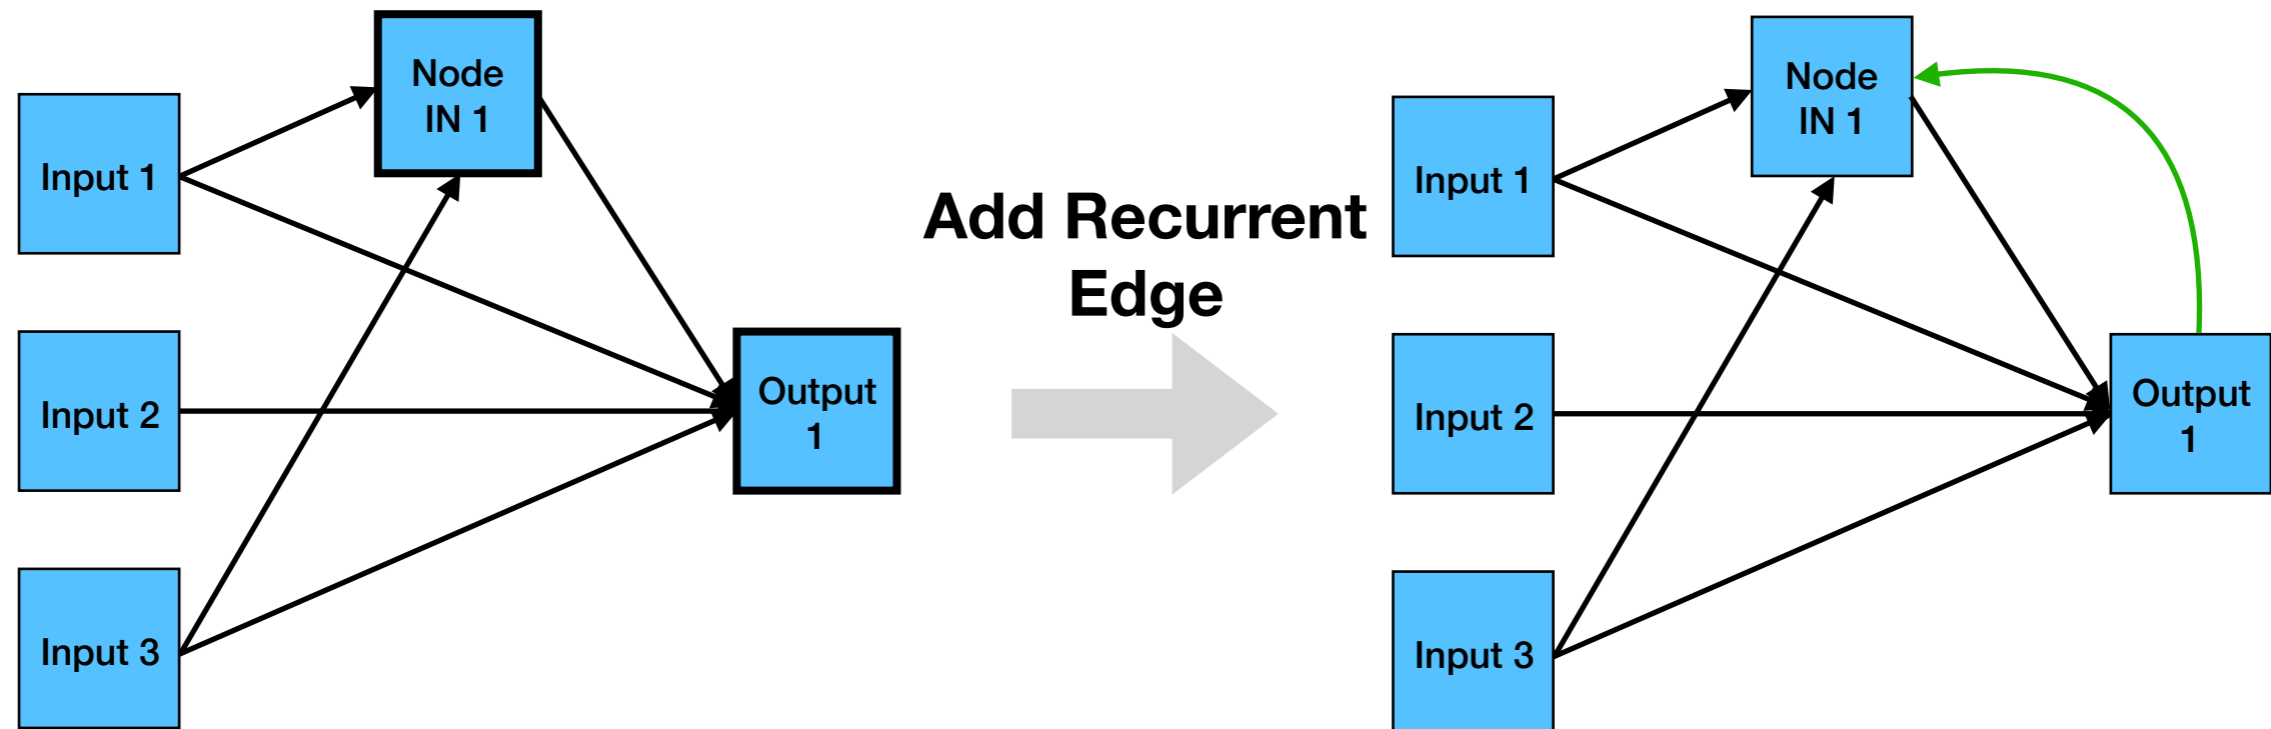 Node
IN 1
Input 1
Input 2
Input 3
Output
1
Add Recurrent
Edge
Node
IN 1
Input 1
Input 2
Input 3
Output
1